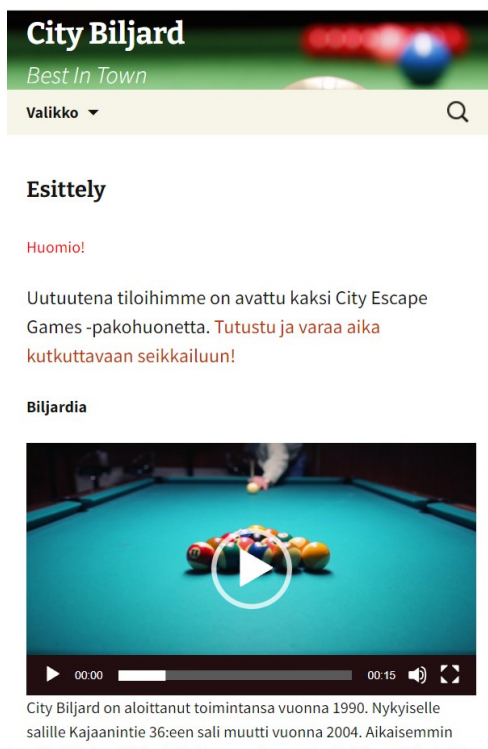 City Biljard
Best In Town
Valikko
Esittely
Huomio!
Uutuutena tiloihimme on avattu kaksi City Escape
Games -pakohuonetta. Tutustu ja varaa aika
kutkuttavaan seikkailuun!
Biljardia
00:00
00:15
City Biljard on aloittanut toimintansa vuonna 1990. Nykyiselle
salille Kajaanintie 36:een sali muutti vuonna 2004. Aikaisemmin